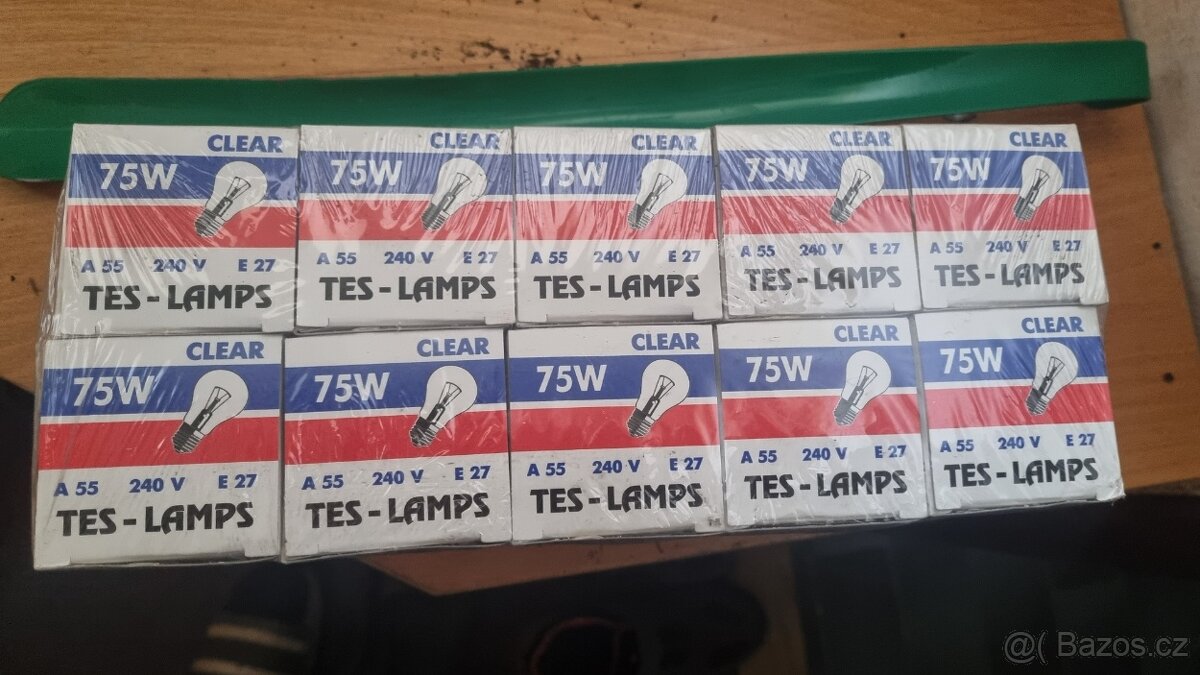 CLEAR
75W
A 55 240 V E 27
TES - LAMPS
CLEAR
75W
A 55 240 V E 27
TES - LAMPS
CLEAR
75W
A 55 240 V E 27
TES - LAMPS
CLEAR
75W
A 55 240 V E 27
TES - LAMPS
CLEAR
75W
A 55 240 V E 27
TES - LAMPS
CLEAR
75W
A 55 240 V E 27
TES - LAMPS
CLEAR
75W
A 55 240 V E 27
TES - LAMPS
CLEAR
75W
A 55 240 V E 27
TES - LAMPS
CLEAR
75W
A 55 240 V E 27
TES - LAMPS
CLEAR
75W
A 55 240 V E 27
TES - LAMPS
@( Bazos.cz